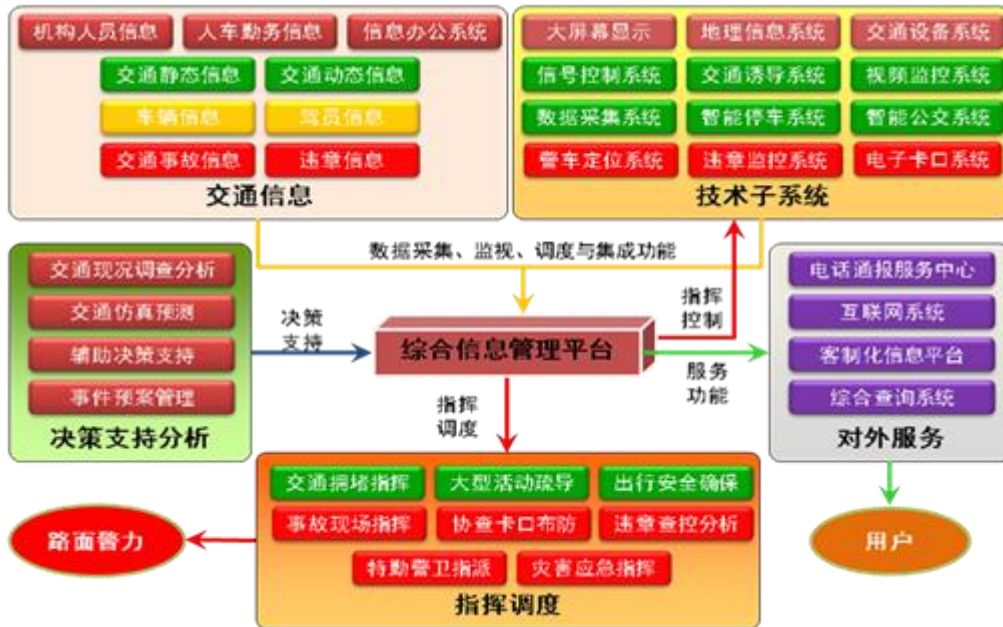 机构人员信息 人车勤务信息 信息办公系统
交通静态信息 交通动态信息
车辆信息 驾员信息
交通事故信息 违章信息
交通信息
大屏幕显示 地理信息系统 交通设备系统
信号控制系统 交通诱导系统 视频监控系统
数据采集系统 智能停车系统 智能公交系统
警车定位系统 违章监控系统 电子卡口系统
技术子系统
数据采集、监视、调度与集成功能
交通现况调查分析
交通仿真预测
辅助决策支持
事件预案管理
决策支持分析
决策
支持
综合信息管理平台
指挥
控制
服务
功能
指挥
调度
电话通报服务中心
互联网系统
客制化信息平台
综合查询系统
对外服务
交通拥堵指挥 大型活动疏导 出行安全确保
事故现场指挥 协查卡口布防 违章查控分析
特勤警卫指派 灾害应急指挥
指挥调度
路面警力
用户